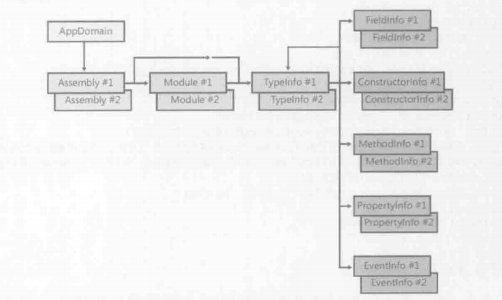 FieldInfo #1
FieldInfo #2
AppDomain
Assembly #1
Assembly #2
Module #1
Module #2
TypeInfo #1
TypeInfo #2
ConstructorInfo #1
ConstructorInfo #2
MethodInfo #1
MethodInfo #2
PropertyInfo #1
PropertyInfo #2
EventInfo #1
EventInfo #2